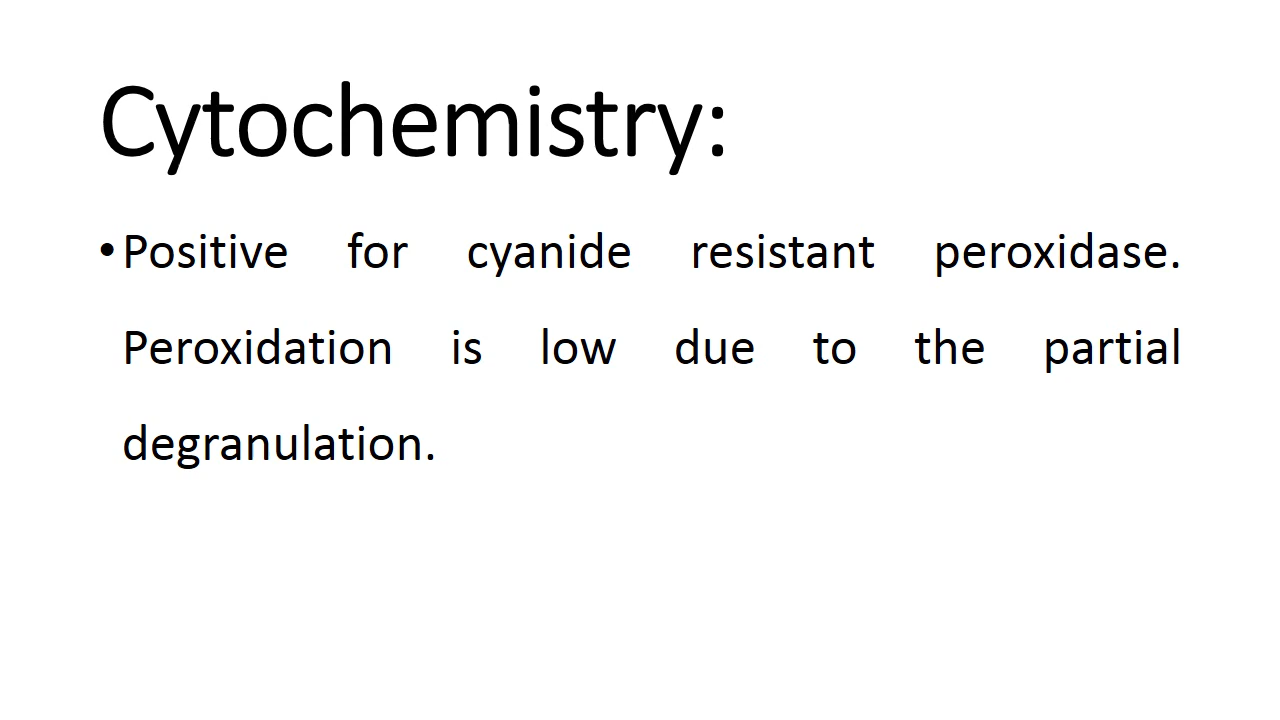 Cytochemistry:
•Positive for cyanide resistant peroxidase.
Peroxidation is low due to the partial
degranulation.